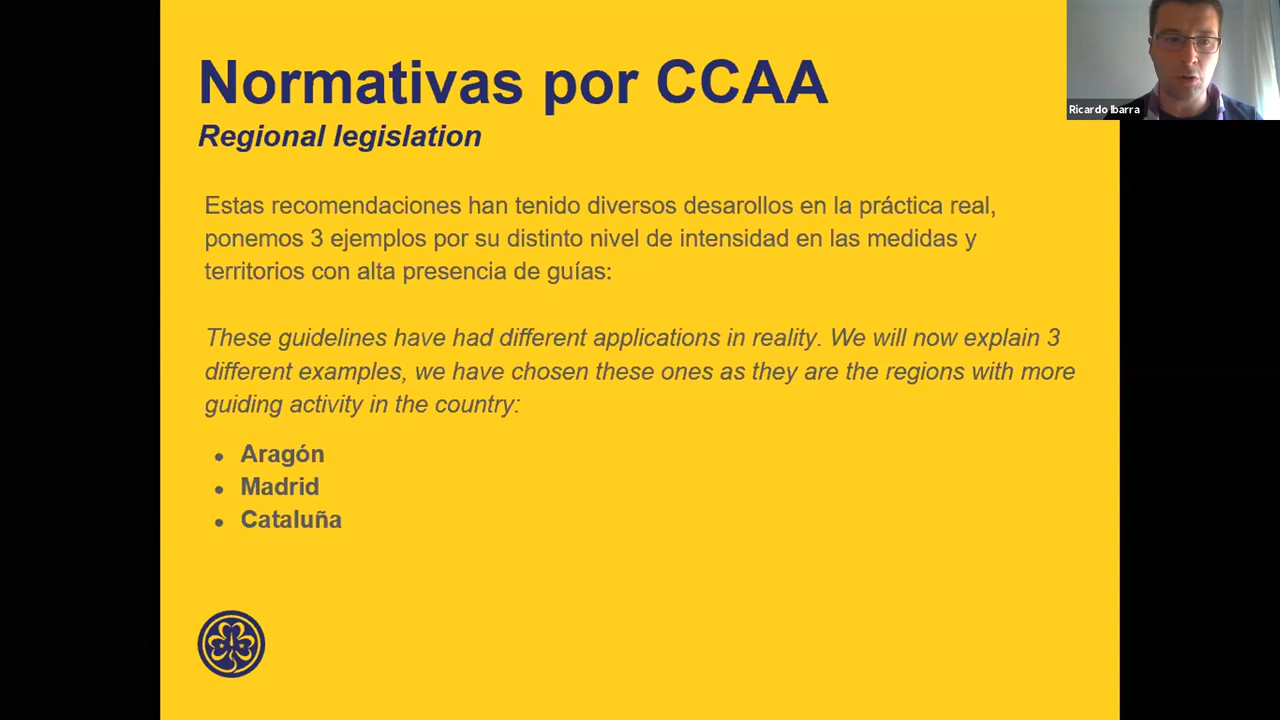 Normativas por CCAA
Regional legislation
Ricardo Ibarra
Estas recomendaciones han tenido diversos desarollos en la práctica real,
ponemos 3 ejemplos por su distinto nivel de intensidad en las medidas y
territorios con alta presencia de guías:
These guidelines have had different applications in reality. We will now explain 3
different examples, we have chosen these ones as they are the regions with more
guiding activity in the country:
• Aragón
• Madrid
• Cataluña